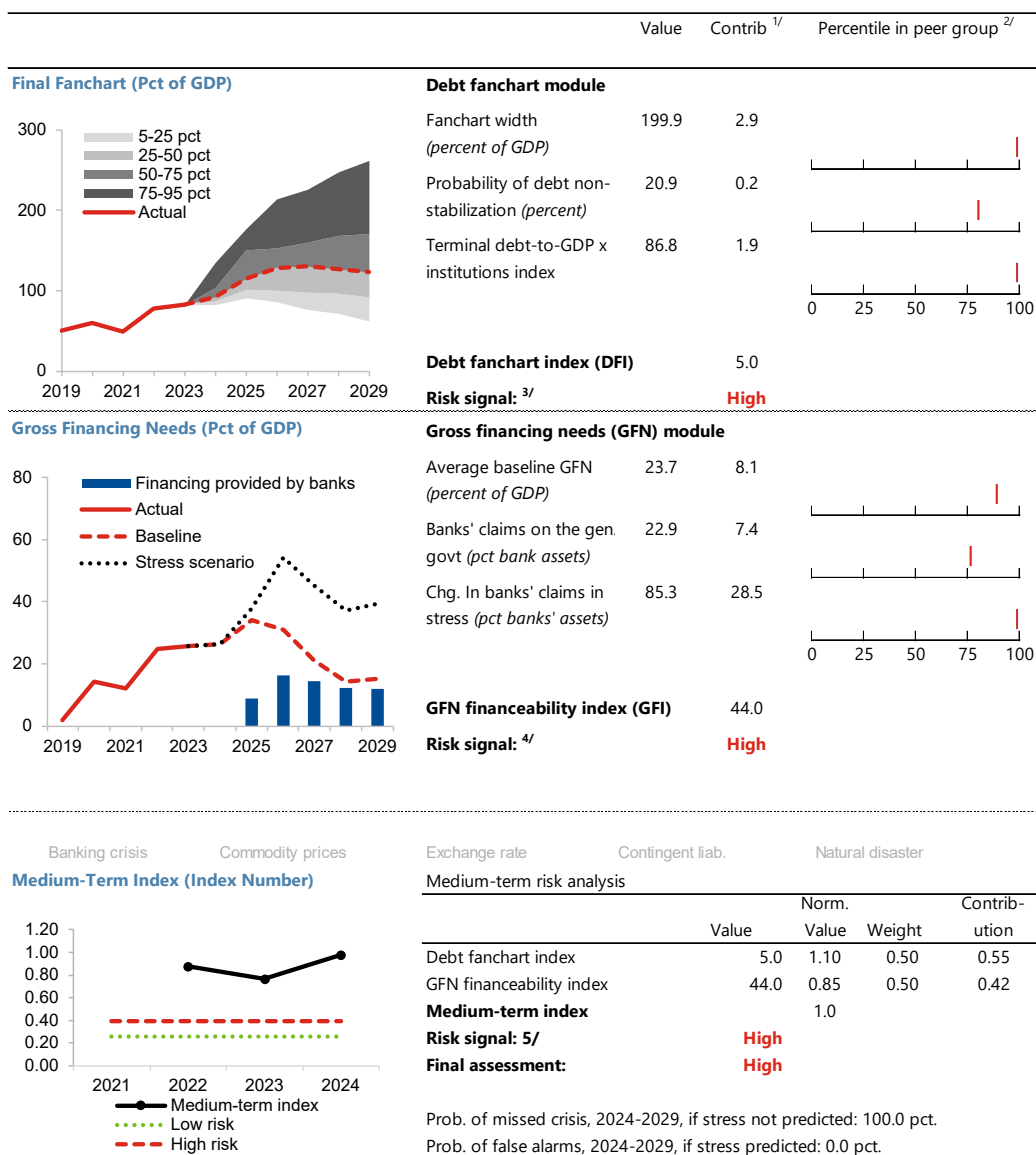 Value Contrib 1/ Percentile in peer group 2/
Final Fanchart (Pct of GDP)
300
200
100
0
5-25 pct
25-50 pct
50-75 pct
75-95 pct
Actual
2019 2021 2023 2025 2027 2029
Debt fanchart module
Fanchart width 199.9 2.9
(percent of GDP)
Probability of debt non- 20.9 0.2
stabilization (percent)
Terminal debt-to-GDP x 86.8 1.9
institutions index
0 25 50 75 100
Debt fanchart index (DFI) 5.0
Risk signal: 3/ High
Gross Financing Needs (Pct of GDP)
80
60
40
20
0
Financing provided by banks
Actual
Baseline
Stress scenario
2019 2021 2023 2025 2027 2029
Gross financing needs (GFN) module
Average baseline GFN 23.7 8.1
(percent of GDP)
Banks' claims on the gen. 22.9 7.4
govt (pct bank assets)
Chg. In banks' claims in 85.3 28.5
stress (pct banks' assets)
0 25 50 75 100
GFN financeability index (GFI) 44.0
Risk signal: 4/ High
Banking crisis Commodity prices Exchange rate Contingent liab. Natural disaster
Medium-Term Index (Index Number)
1.20
1.00
0.80
0.60
0.40
0.20
0.00
2021 2022 2023 2024
Medium-term index
Low risk
High risk
Medium-term risk analysis
Norm. Contrib-
Value Value Weight ution
Debt fanchart index 5.0 1.10 0.50 0.55
GFN financeability index 44.0 0.85 0.50 0.42
Medium-term index 1.0
Risk signal: 5/ High
Final assessment: High
Prob. of missed crisis, 2024-2029, if stress not predicted: 100.0 pct.
Prob. of false alarms, 2024-2029, if stress predicted: 0.0 pct.